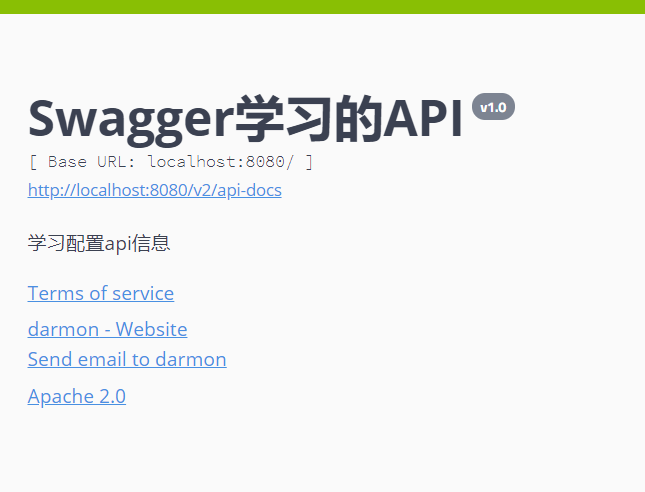 Swagger学习的API v1.0
[ Base URL: localhost:8080/ ]
http://localhost:8080/v2/api-docs
学习配置api信息
Terms of service
darmon - Website
Send email to darmon
Apache 2.0